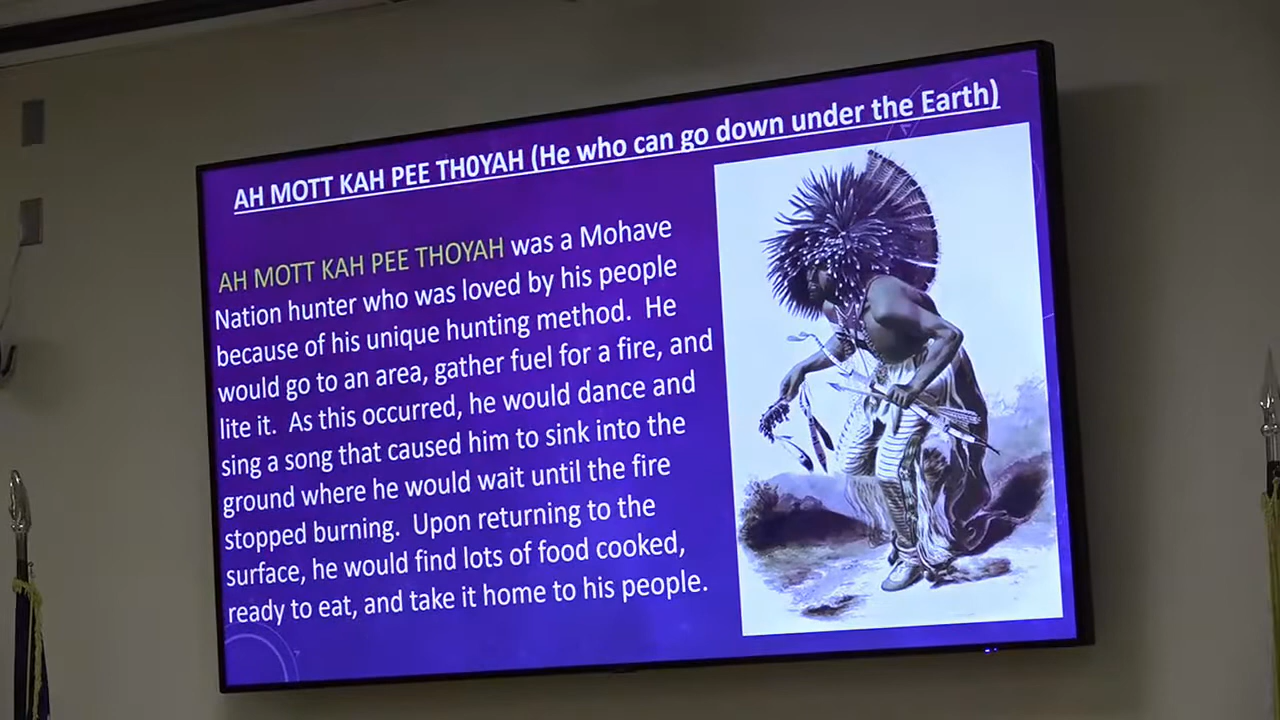 AH MOTT KAH PEE THOYAH (He who can go down under the Earth)
AH MOTT KAH PEE THOYAH was a Mohave
Nation hunter who was loved by his people
because of his unique hunting method.  He
would go to an area, gather fuel for a fire, and
lite it.  As this occurred, he would dance and
sing a song that caused him to sink into the
ground where he would wait until the fire
stopped burning.  Upon returning to the
surface, he would find lots of food cooked,
ready to eat, and take it home to his people.